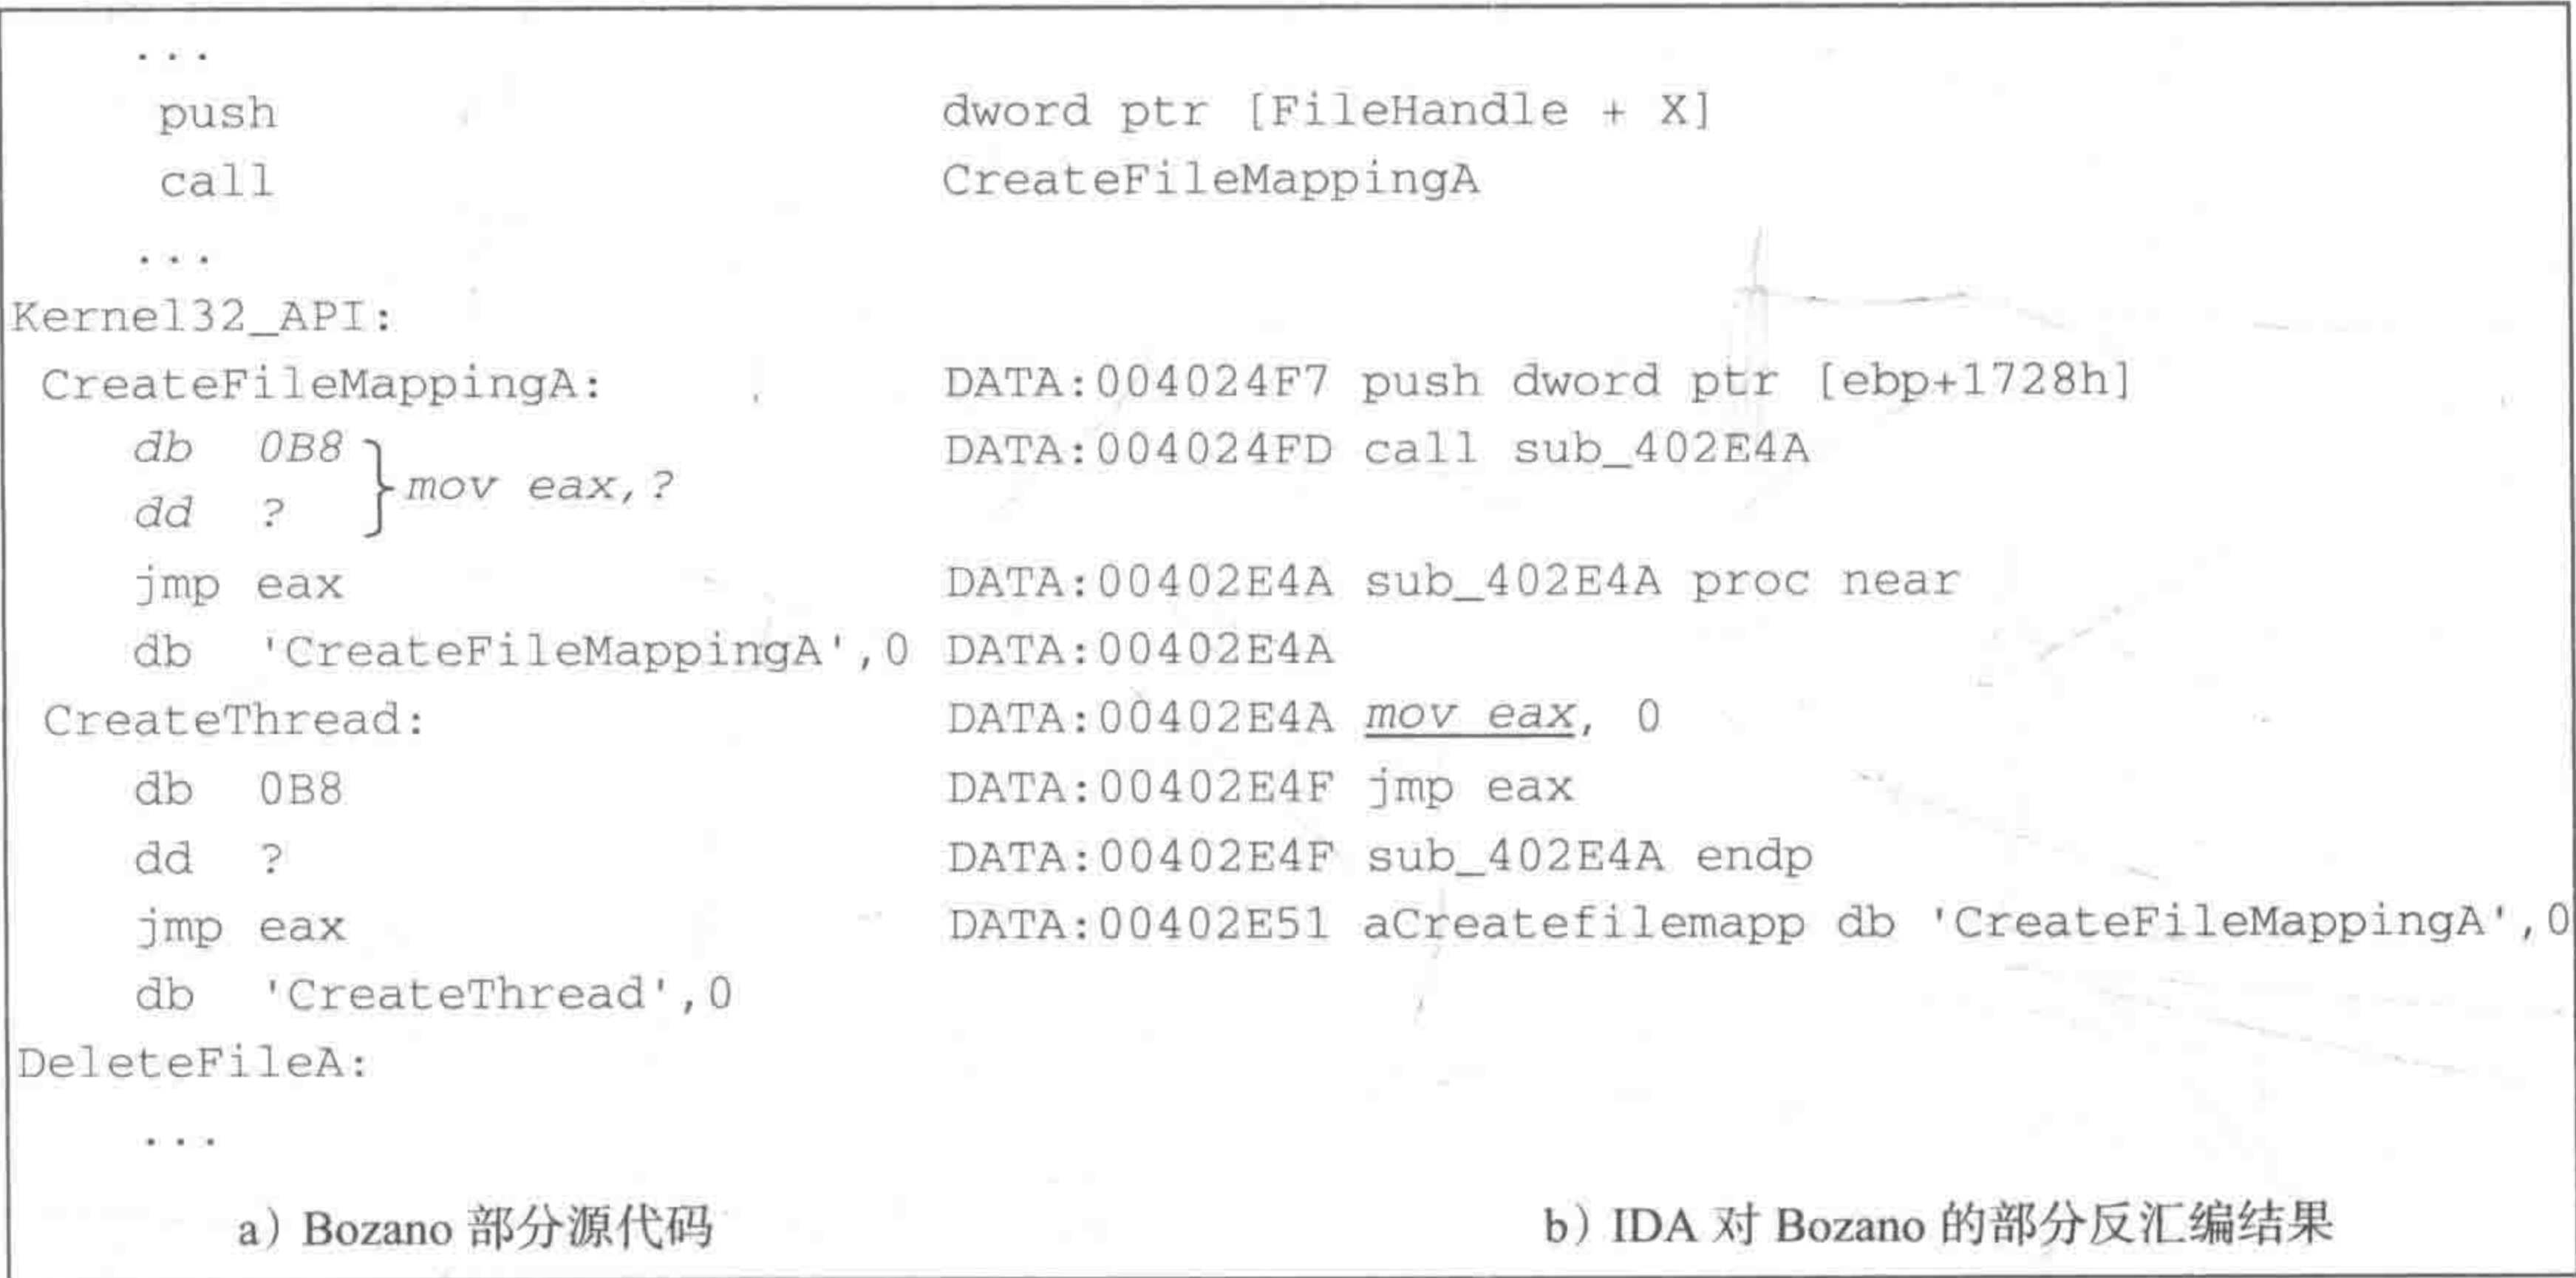 ...
push dword ptr [FileHandle + X]
call CreateFileMappingA
...
Kernel32_API:
CreateFileMappingA: DATA:004024F7 push dword ptr [ebp+1728h]
db 0B8 DATA:004024FD call sub_402E4A
mov eax,?
dd ?
jmp eax DATA:00402E4A sub_402E4A proc near
db 'CreateFileMappingA',0 DATA:00402E4A
CreateThread: DATA:00402E4A mov eax, 0
db 0B8 DATA:00402E4F jmp eax
dd ? DATA:00402E4F sub_402E4A endp
jmp eax DATA:00402E51 aCreatefilemapp db 'CreateFileMappingA',0
db 'CreateThread',0
DeleteFileA:
...
a) Bozano 部分源代码 b) IDA 对 Bozano 的部分反汇编结果